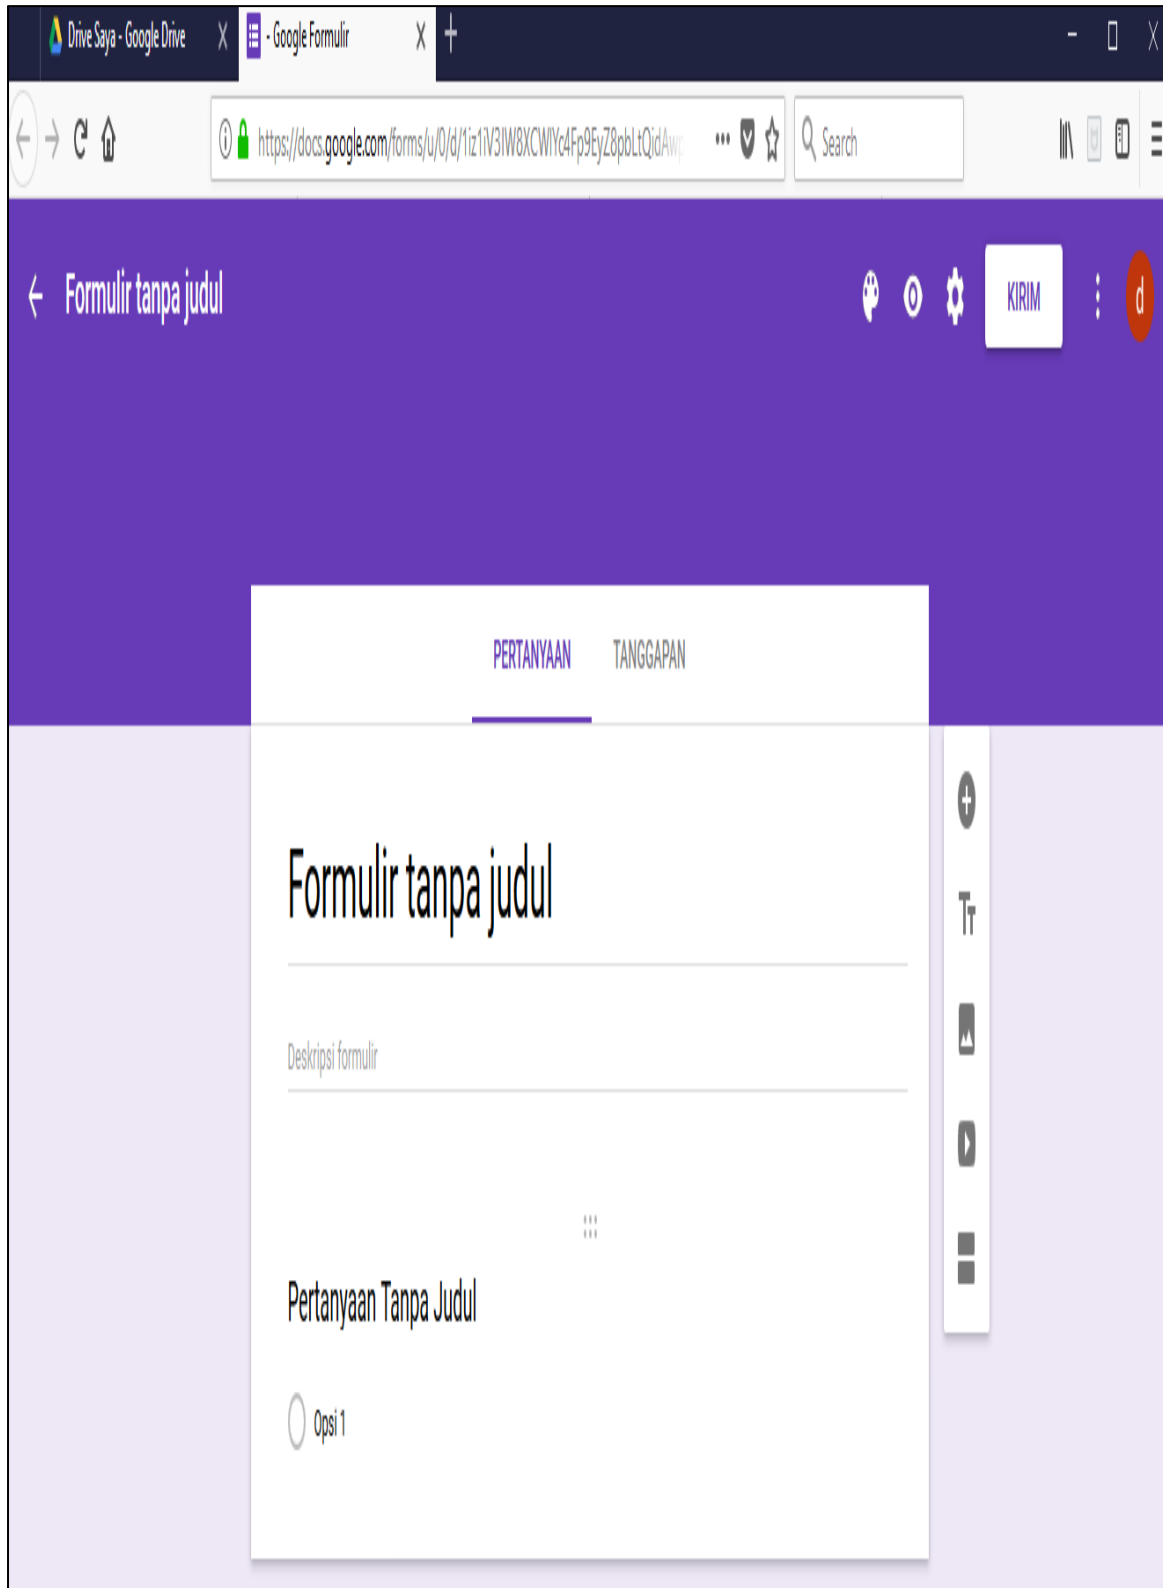 Drive Saya - Google Drive
- Google Formulir
https://docs.google.com/forms/u/0/d/
Search
Formulir tanpa judul
KIRIM
d
PERTANYAAN TANGGAPAN
Formulir tanpa judul
Tт
Deskripsi formulir
Pertanyaan Tanpa Judul
Opsi 1